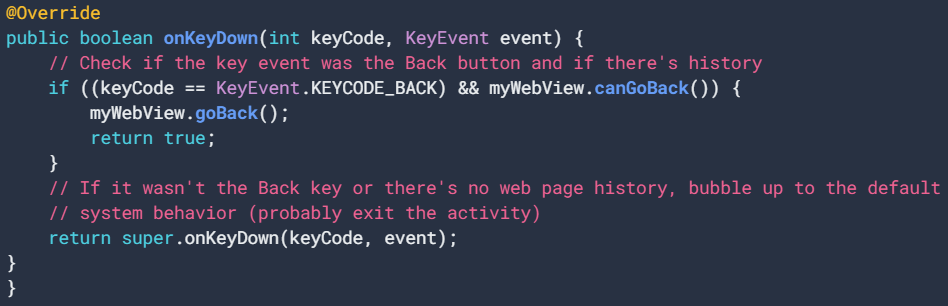 @Override
public boolean onKeyDown(int keyCode, KeyEvent event) {
    // Check if the key event was the Back button and if there's history
    if ((keyCode == KeyEvent.KEYCODE_BACK) && myWebView.canGoBack()) {
        myWebView.goBack();
        return true;
    }
    // If it wasn't the Back key or there's no web page history, bubble up to the default
    // system behavior (probably exit the activity)
    return super.onKeyDown(keyCode, event);
}
}